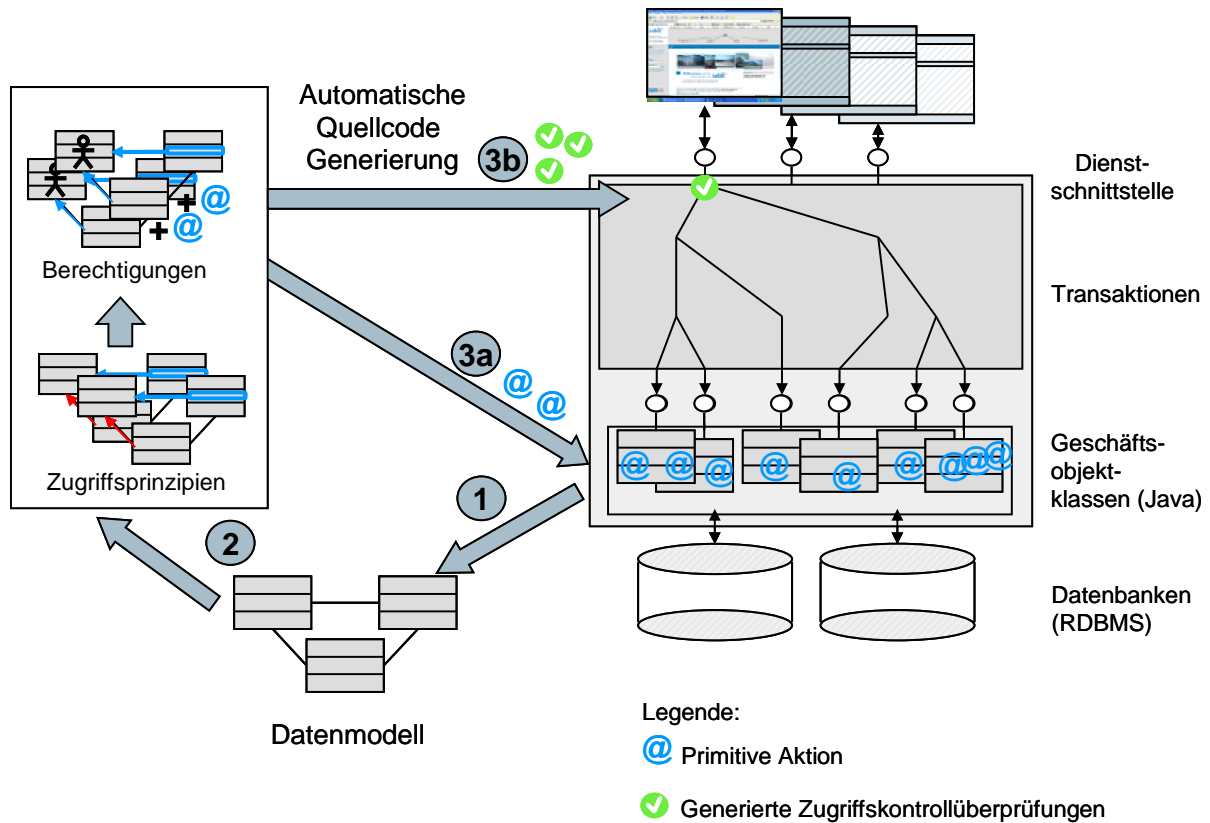 Automatische
Quellcode
Generierung
3b
@
+
@
+
Berechtigungen
3a
@
@
Zugriffsprinzipien
1
2
Datenmodell
Dienst-
schnittstelle
Transaktionen
@ @ @ @ @ @ @ @ @
Geschäfts-
objekt-
klassen (Java)
Datenbanken
(RDBMS)
Legende:
@ Primitive Aktion
Generierte Zugriffskontrollüberprüfungen